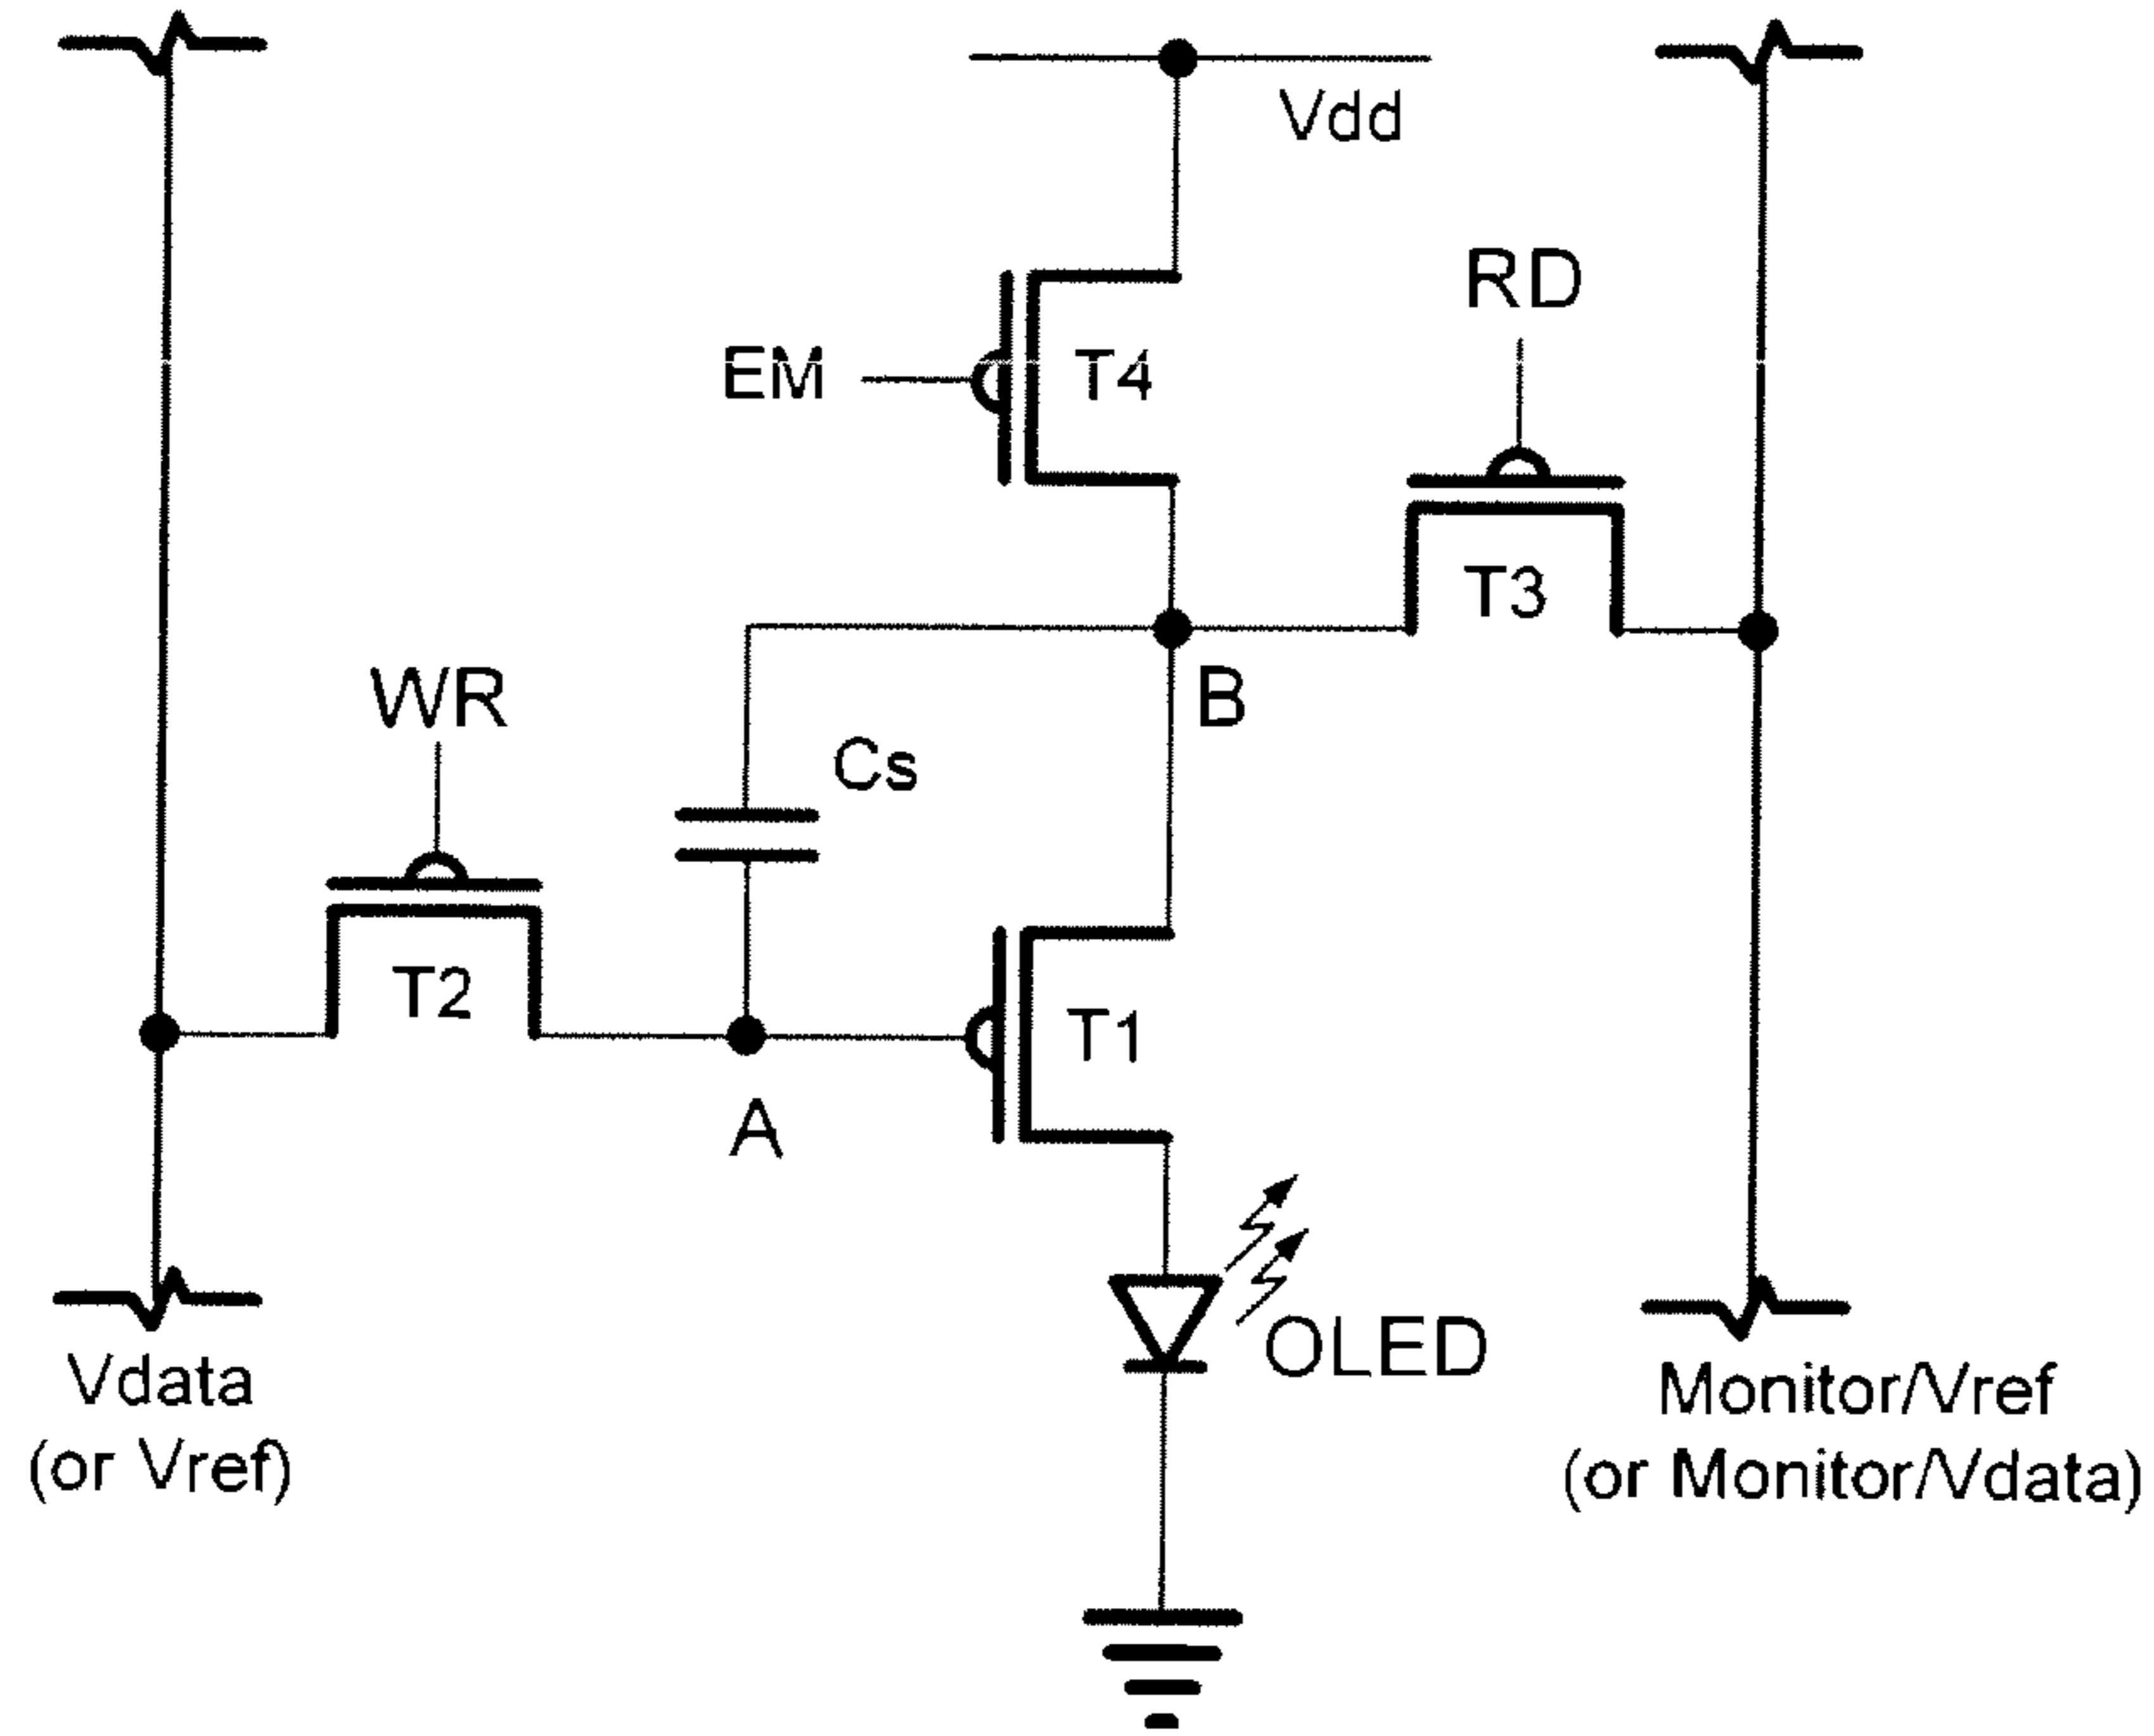 Vdd
RD
EM
T4
T3
WR
B
Cs
T2
T1
A
OLED
Vdata
(or Vref)
Monitor/Vref
(or Monitor/Vdata)